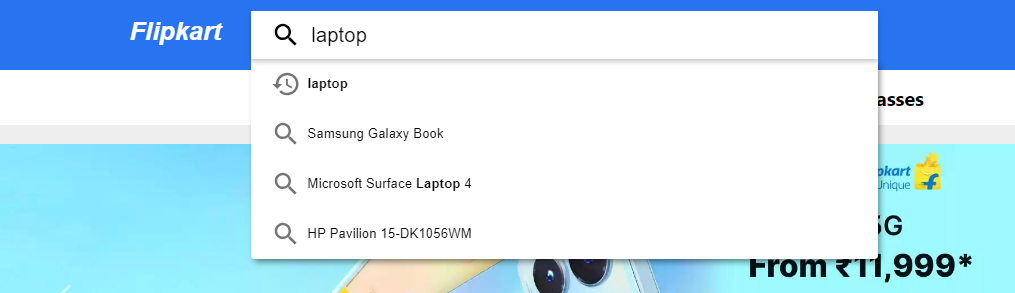 Flipkart
laptop
laptop
asses
Samsung Galaxy Book
pkart
Unique
Microsoft Surface Laptop 4
5G
HP Pavilion 15-DK1056WM
From ₹11,999*